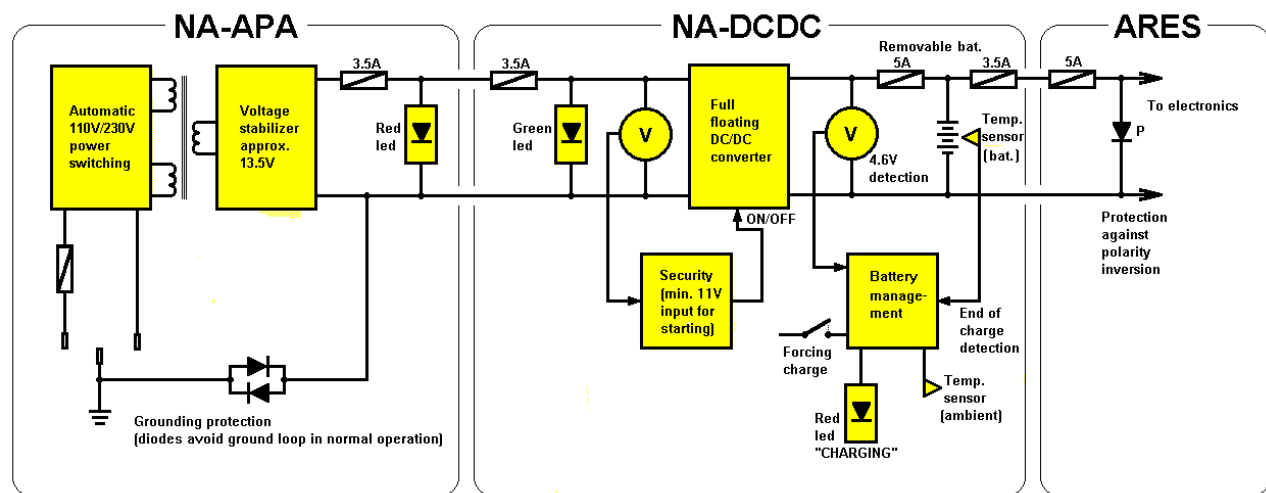 NA-APA
NA-DCDC
ARES
3.5A
3.5A
Removable bat.
5A
3.5A
5A
Automatic
110V/230V
power
switching
Voltage
stabilizer
approx.
13.5V
Red
led
Green
led
V
Full
floating
DC/DC
converter
V
4.6V
detection
Temp.
sensor
(bat.)
To electronics
P
ON/OFF
Protection
against
polarity
inversion
Security
(min. 11V
input for
starting)
Battery
manage-
ment
End of
charge
detection
Forcing
charge
Temp.
sensor
(ambient)
Red
led
"CHARGING"
Grounding protection
(diodes avoid ground loop in normal operation)